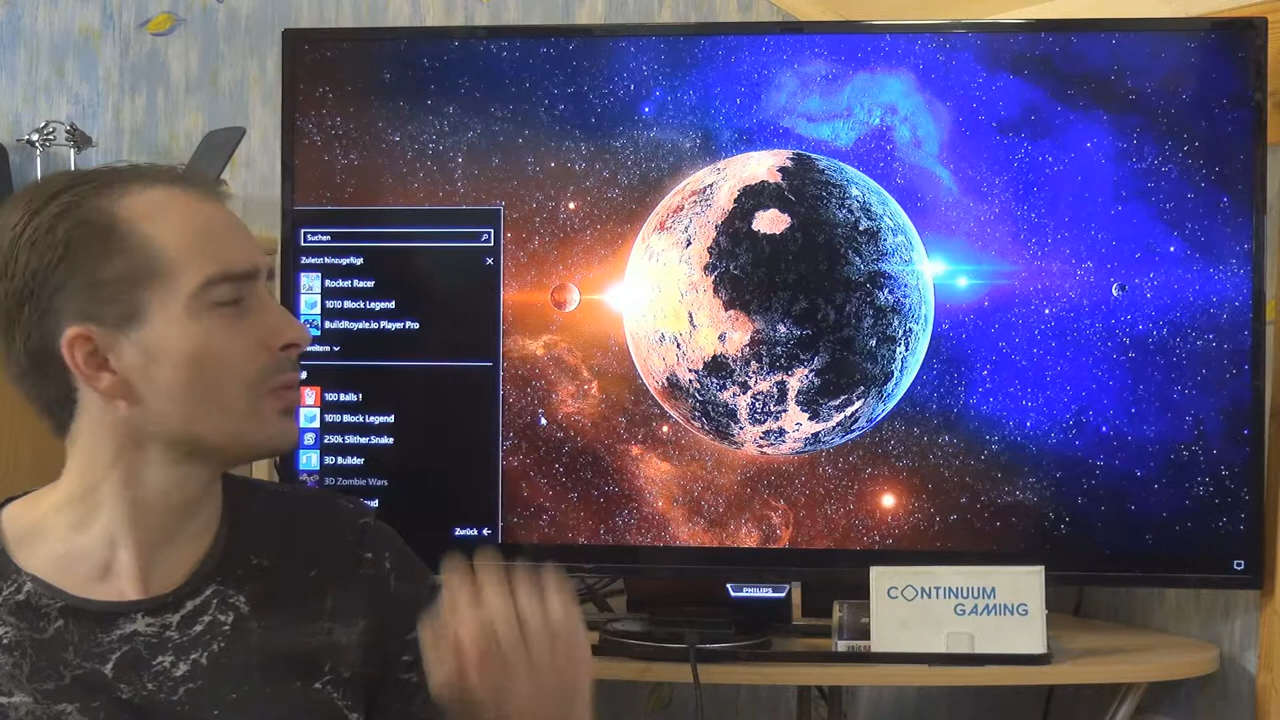 Suchen
Zuletzt hinzugefügt
Rocket Racer
1010 Block Legend
BuildRoyale.io Player Pro
#
100 Balls !
1010 Block Legend
250k Slither.Snake
3D Builder
3D Zombie Wars
Zurück
PHILIPS
CONTINUUM
GAMING